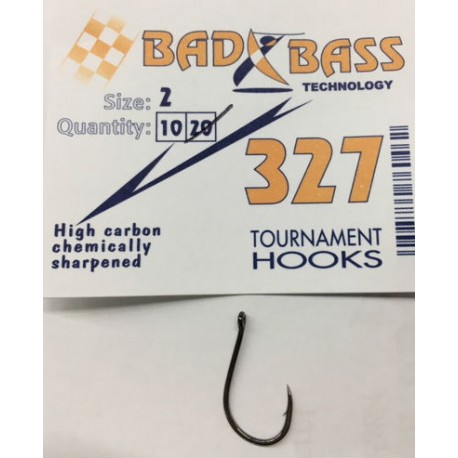 BAD BASS
TECHNOLOGY
Size: 2
Quantity: 10 20
327
High carbon
chemically
sharpened
TOURNAMENT
HOOKS